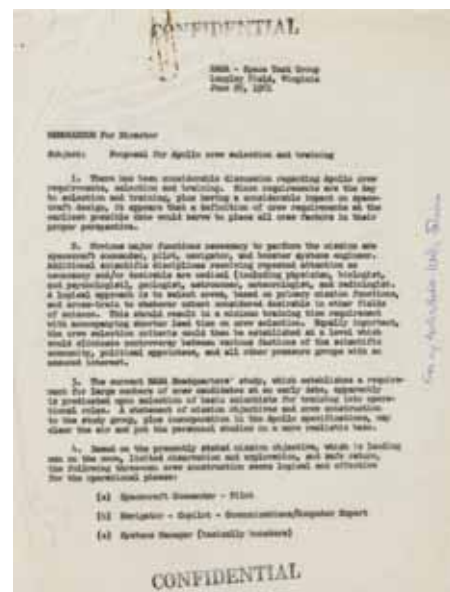 CONFIDENTIAL
NASA - Space Task Group
Langley Field, Virginia
June 1961
MEMORANDUM For Director
Subject: Proposal for Apollo crew selection and training
1. There has been considerable discussion regarding Apollo crew
requirements, selection and training. Since requirements are the key
to selection and training, plus having a considerable impact on space-
craft design, it appears that a definition of crew requirements at the
earliest possible date would serve to place all crew factors in their
proper perspective.
2. Obvious major functions necessary to perform the mission are
spacecraft commander, pilot, navigator, and booster systems engineer.
Additional scientific disciplines receiving repeated attention as
necessary and/or desirable are medical (including physician, biologist,
and psychologist), geologist, astronomer, meteorologist, and radiologist.
A logical approach is to select crews, based on primary mission functions,
and cross-train to whatever extent considered desirable in other fields
of science. This should result in a minimum training time requirement
with accompanying shorter lead time on crew selection. Equally important,
the crew selection criteria could then be established at a level which
would eliminate controversy between various factions of the scientific
community, political appointees, and all other pressure groups with an
interest.
3. The current NASA Headquarters' study, which establishes a require-
ment for large numbers of crew candidates at an early date, apparently
is predicated upon selection of basic scientists for training into opera-
tional roles. A statement of mission objectives and crew construction
to the study group, plus incorporation in the Apollo specifications, may
clear the air and put the personnel studies on a more realistic basis.
4. Based on the presently stated mission objective, which is landing
men on the moon, limited observation and exploration, and safe return,
the following three-man crew construction seems logical and effective
for the operational phases:
(a) Spacecraft Commander - Pilot
(b) Navigator - Copilot - Communications/Computer Expert
(c) Systems Manager (basically boosters)
CONFIDENTIAL